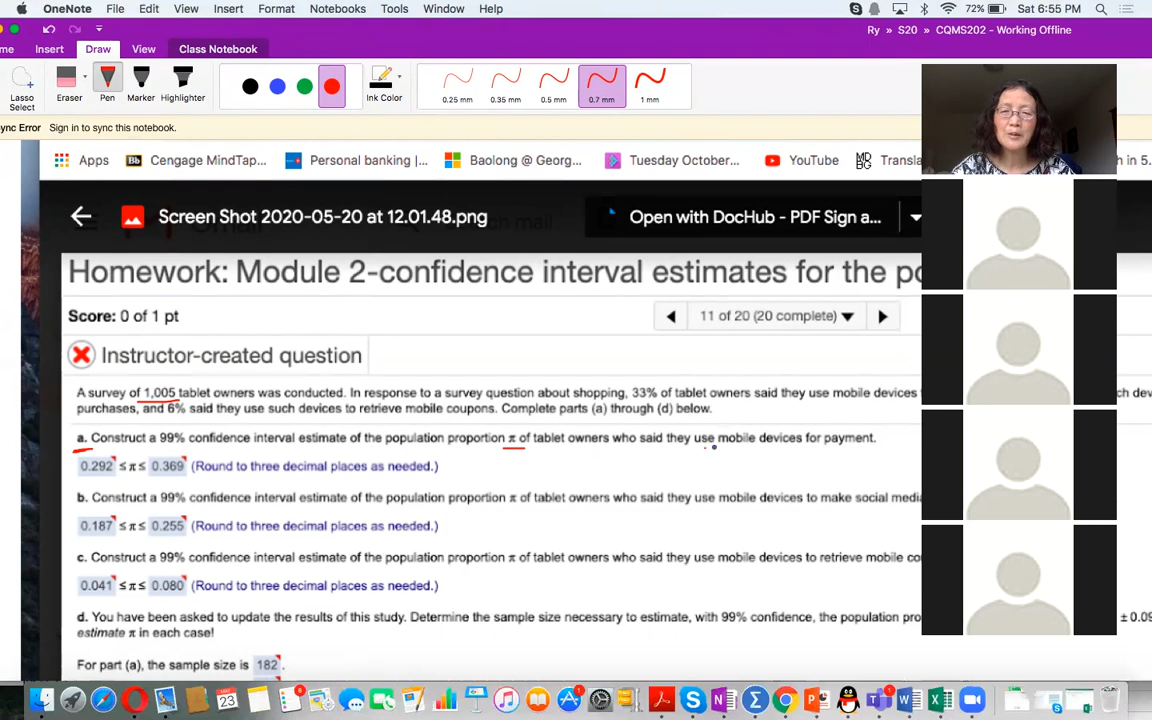 OneNote File Edit View Insert Format Notebooks Tools Window Help 72% Sat 6:55 PM
Ry » S20 » CQMS202 - Working Offline
me Insert Draw View Class Notebook
Lasso Select Eraser Pen Marker Highlighter Ink Color 0.25 mm 0.35 mm 0.5 mm 0.7 mm 1 mm
ync Error Sign in to sync this notebook.
Apps Bb Cengage MindTap... Personal banking |... Baolong @ Georg... Tuesday October... YouTube MDBG Transla h in 5.
Screen Shot 2020-05-20 at 12.01.48.png Open with DocHub - PDF Sign a...
Homework: Module 2-confidence interval estimates for the po
Score: 0 of 1 pt 11 of 20 (20 complete)
Instructor-created question
A survey of 1,005 tablet owners was conducted. In response to a survey question about shopping, 33% of tablet owners said they use mobile devices ch dev
purchases, and 6% said they use such devices to retrieve mobile coupons. Complete parts (a) through (d) below.
a. Construct a 99% confidence interval estimate of the population proportion π of tablet owners who said they use mobile devices for payment.
0.292 ≤ π ≤ 0.369 (Round to three decimal places as needed.)
b. Construct a 99% confidence interval estimate of the population proportion π of tablet owners who said they use mobile devices to make social media
0.187 ≤ π ≤ 0.255 (Round to three decimal places as needed.)
c. Construct a 99% confidence interval estimate of the population proportion π of tablet owners who said they use mobile devices to retrieve mobile co
0.041 ≤ π ≤ 0.080 (Round to three decimal places as needed.)
d. You have been asked to update the results of this study. Determine the sample size necessary to estimate, with 99% confidence, the population pro ± 0.09
estimate π in each case!
For part (a), the sample size is 182.